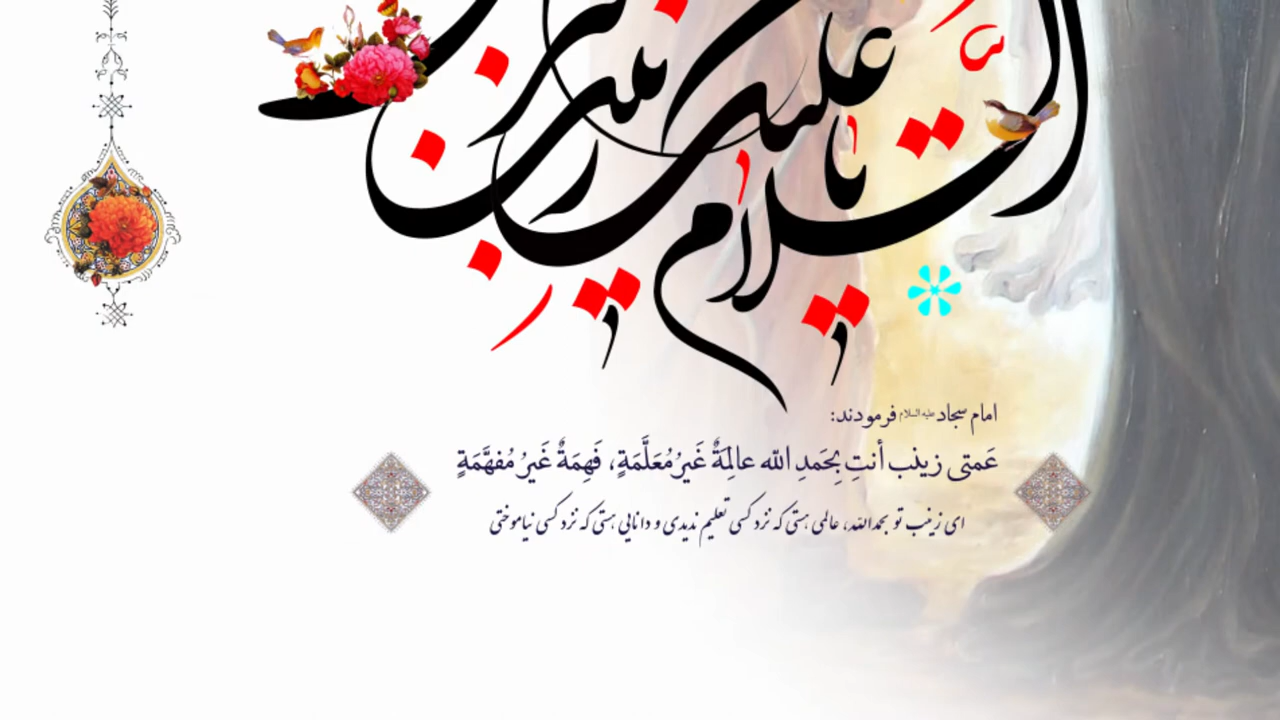 السلام علیک یا زینب
امام سجاد علیه السلام فرمودند:
عَمتی زینب أنتِ بِحَمدِ اللّه عالِمَةٌ غَیرُ مُعَلَّمَةٍ، فَهِمَةٌ غَیرُ مُفهَّمَةٍ
ای زینب تو بحمدالله، عالمی هستی که نزد کسی تعلیم ندیدی و دانایی هستی که نزد کسی نیاموختی